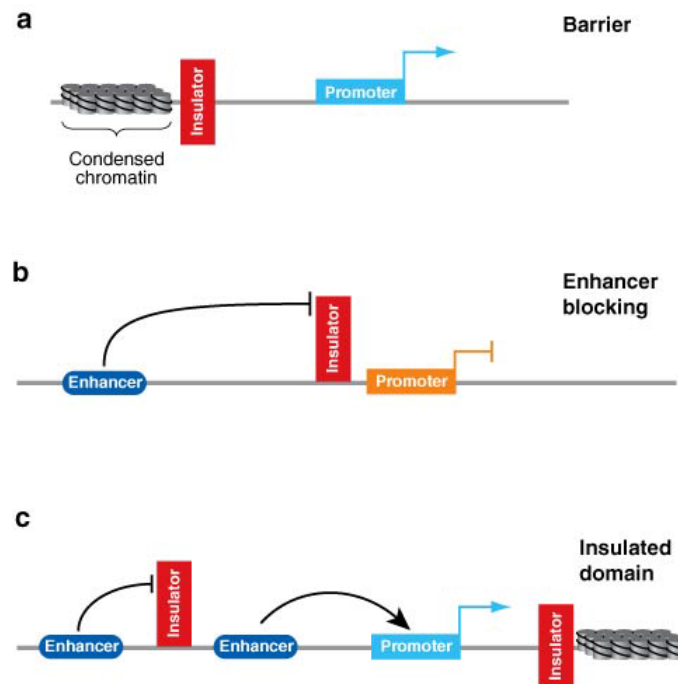 a
Barrier
Insulator
Promoter
Condensed
chromatin
b
Enhancer
blocking
Insulator
Enhancer
Promoter
c
Insulated
domain
Insulator
Enhancer
Enhancer
Promoter
Insulator